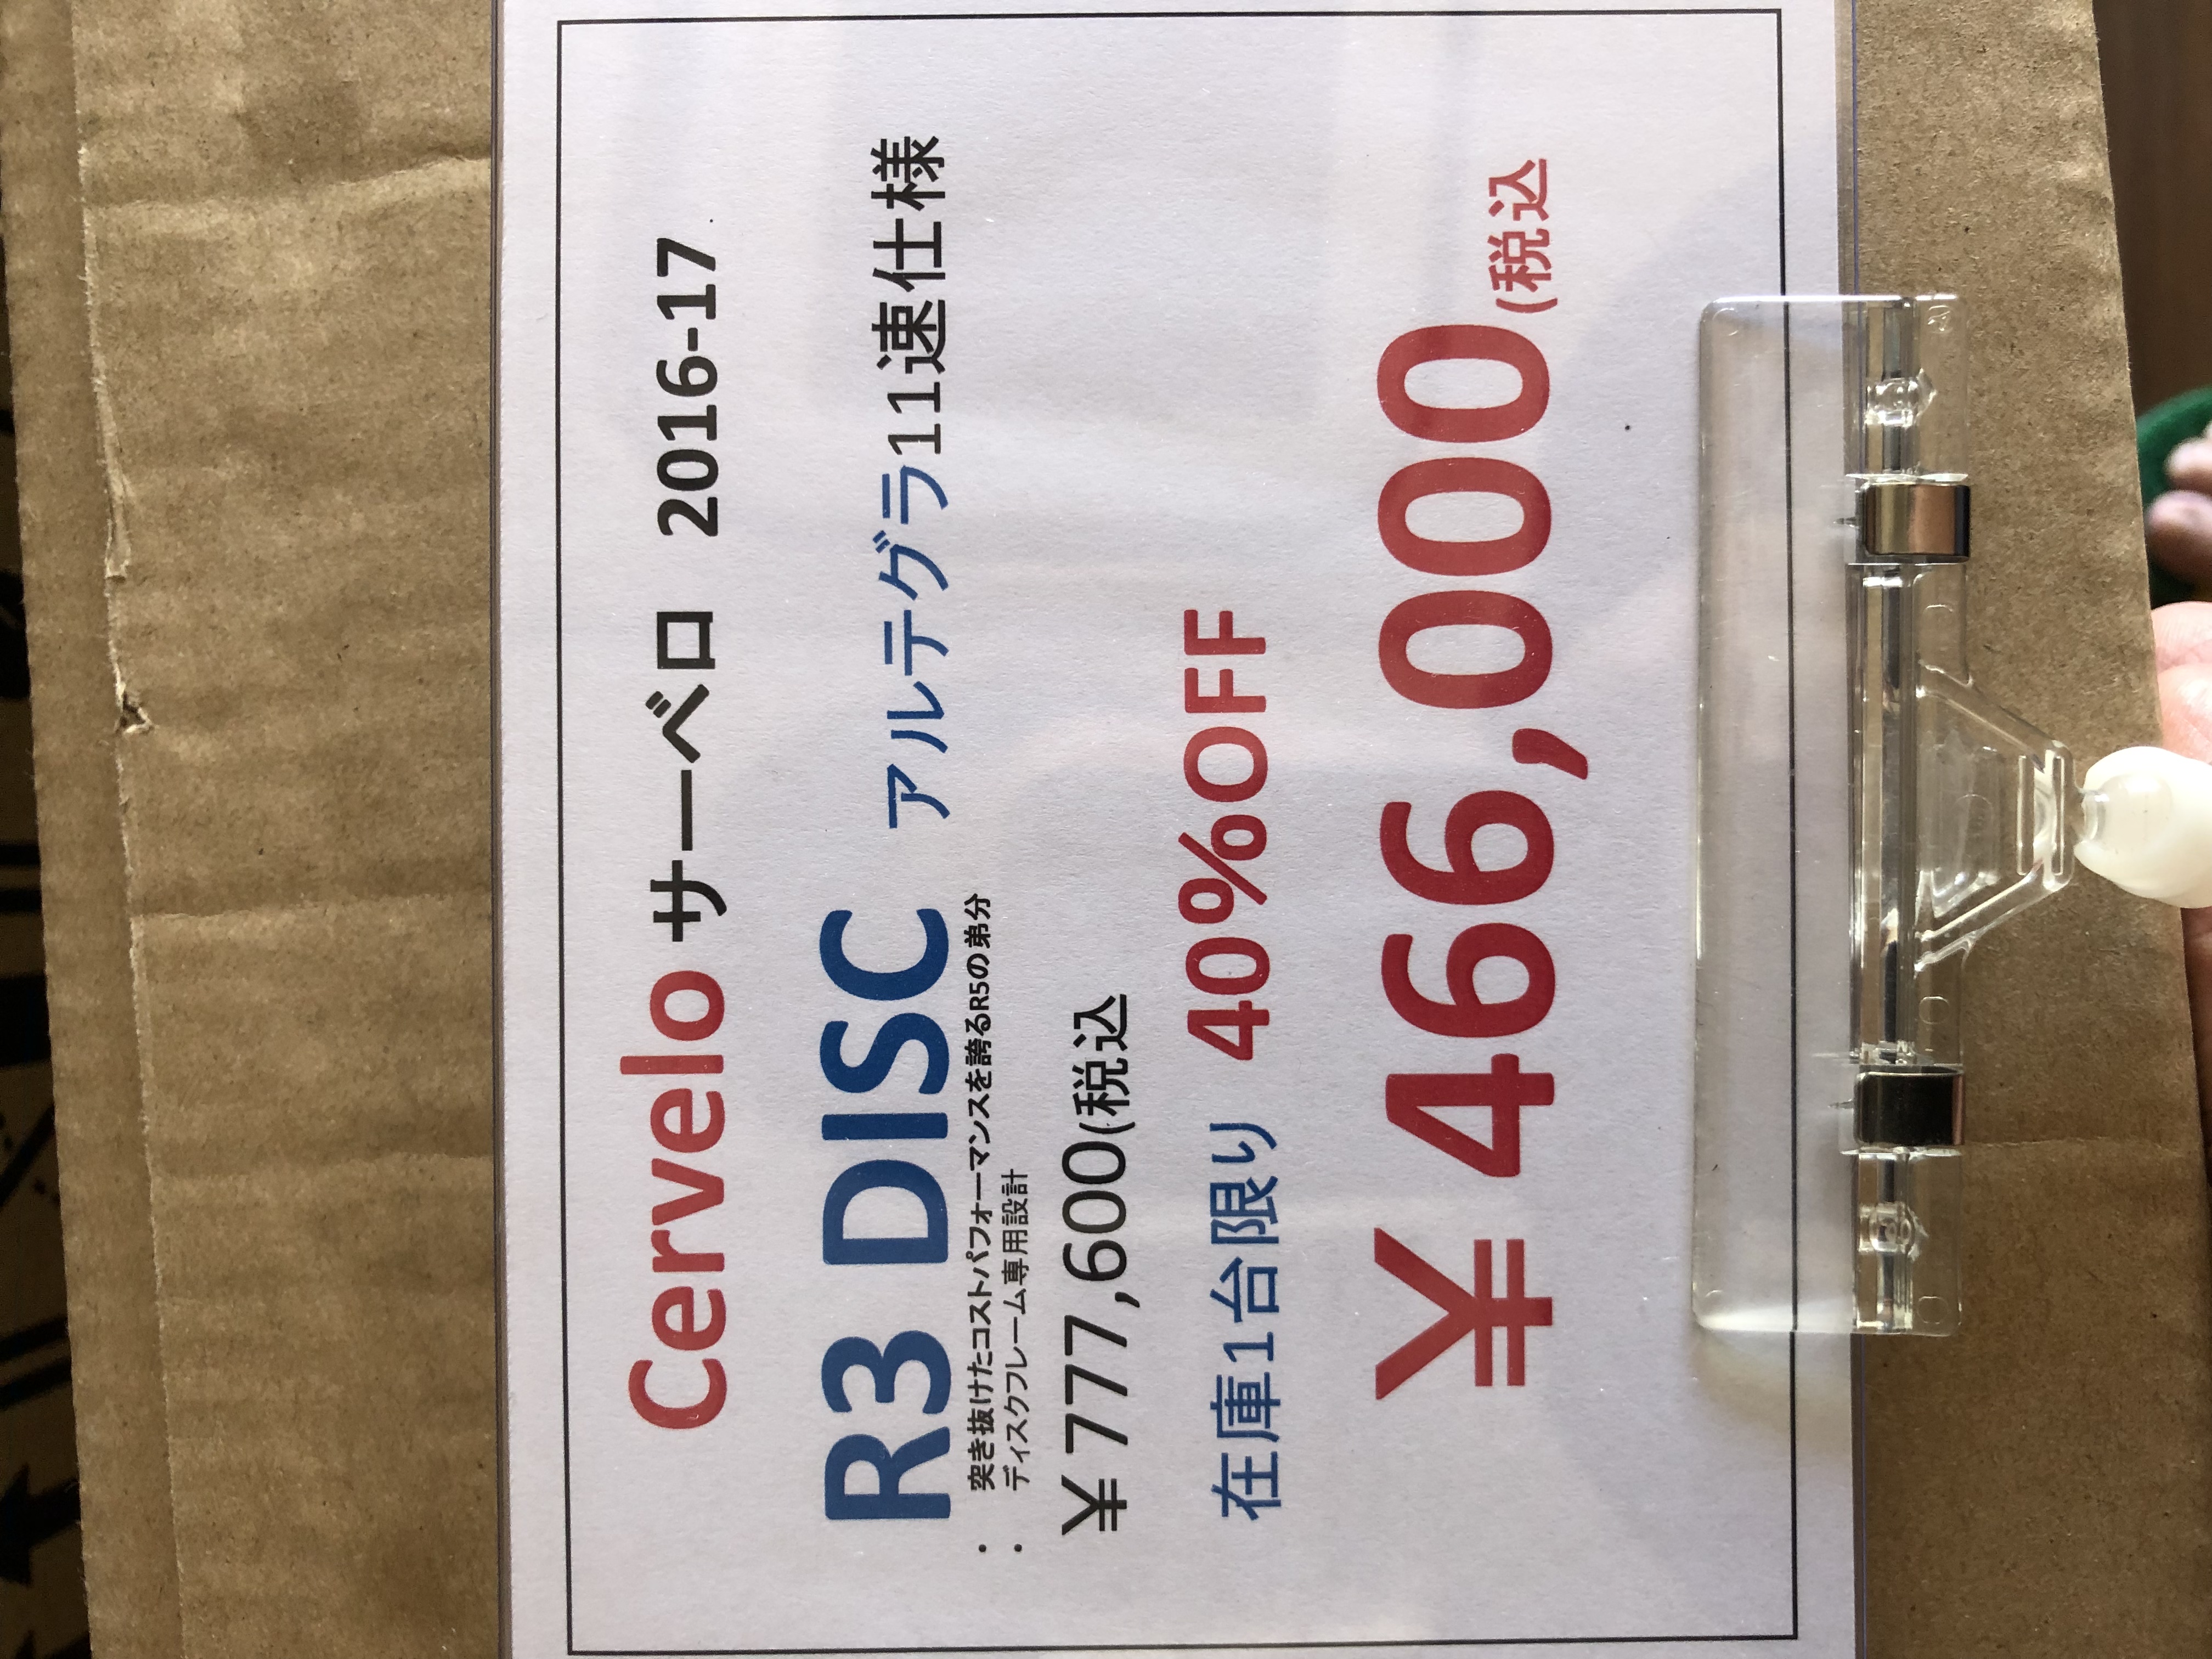 Cervelo サーベロ 2016-17
R3 DISC アルテグラ11速仕様
・ 突き抜けたコストパフォーマンスを誇るR5の弟分
・ ディスクフレーム専用設計
￥777,600(税込
在庫1台限り 40%OFF
￥466,000(税込